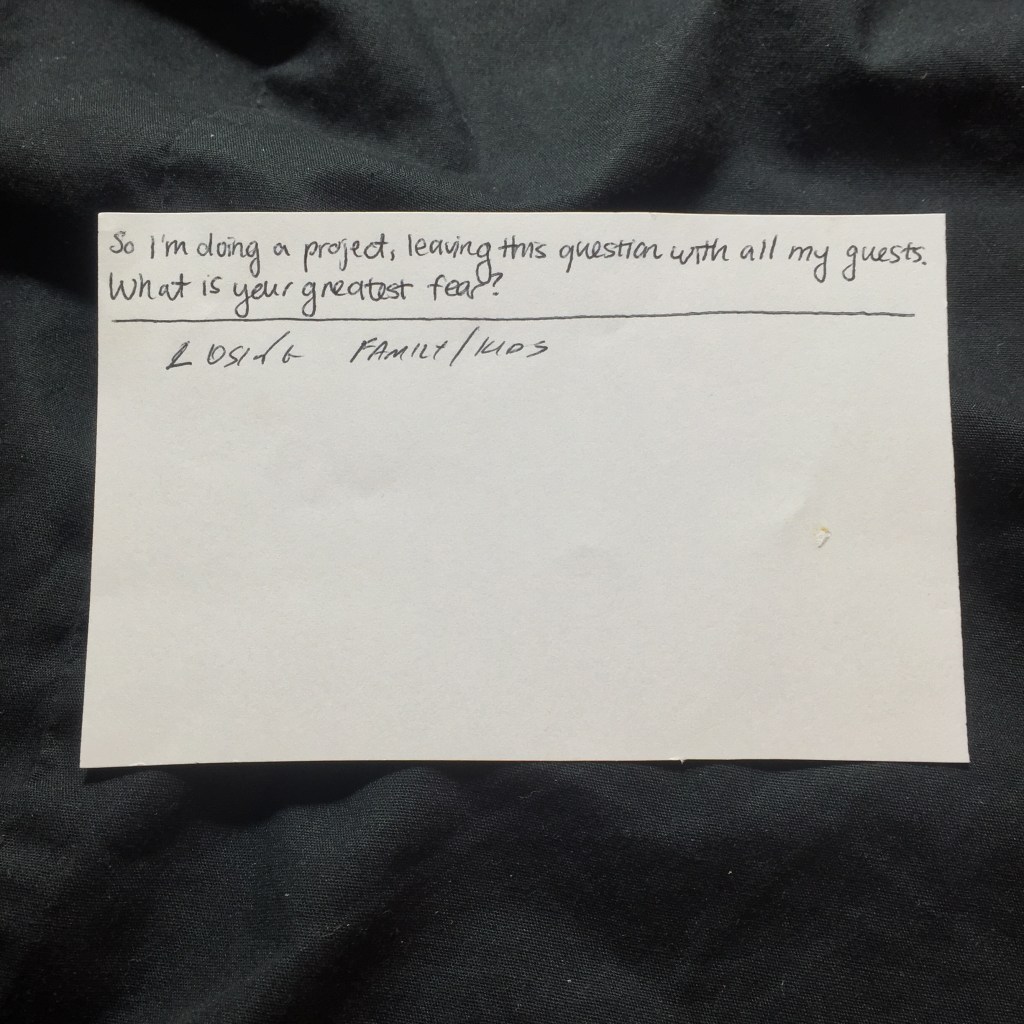 So I'm doing a project, leaving this question with all my guests.
What is your greatest fear?
LOSING FAMILY/KIDS